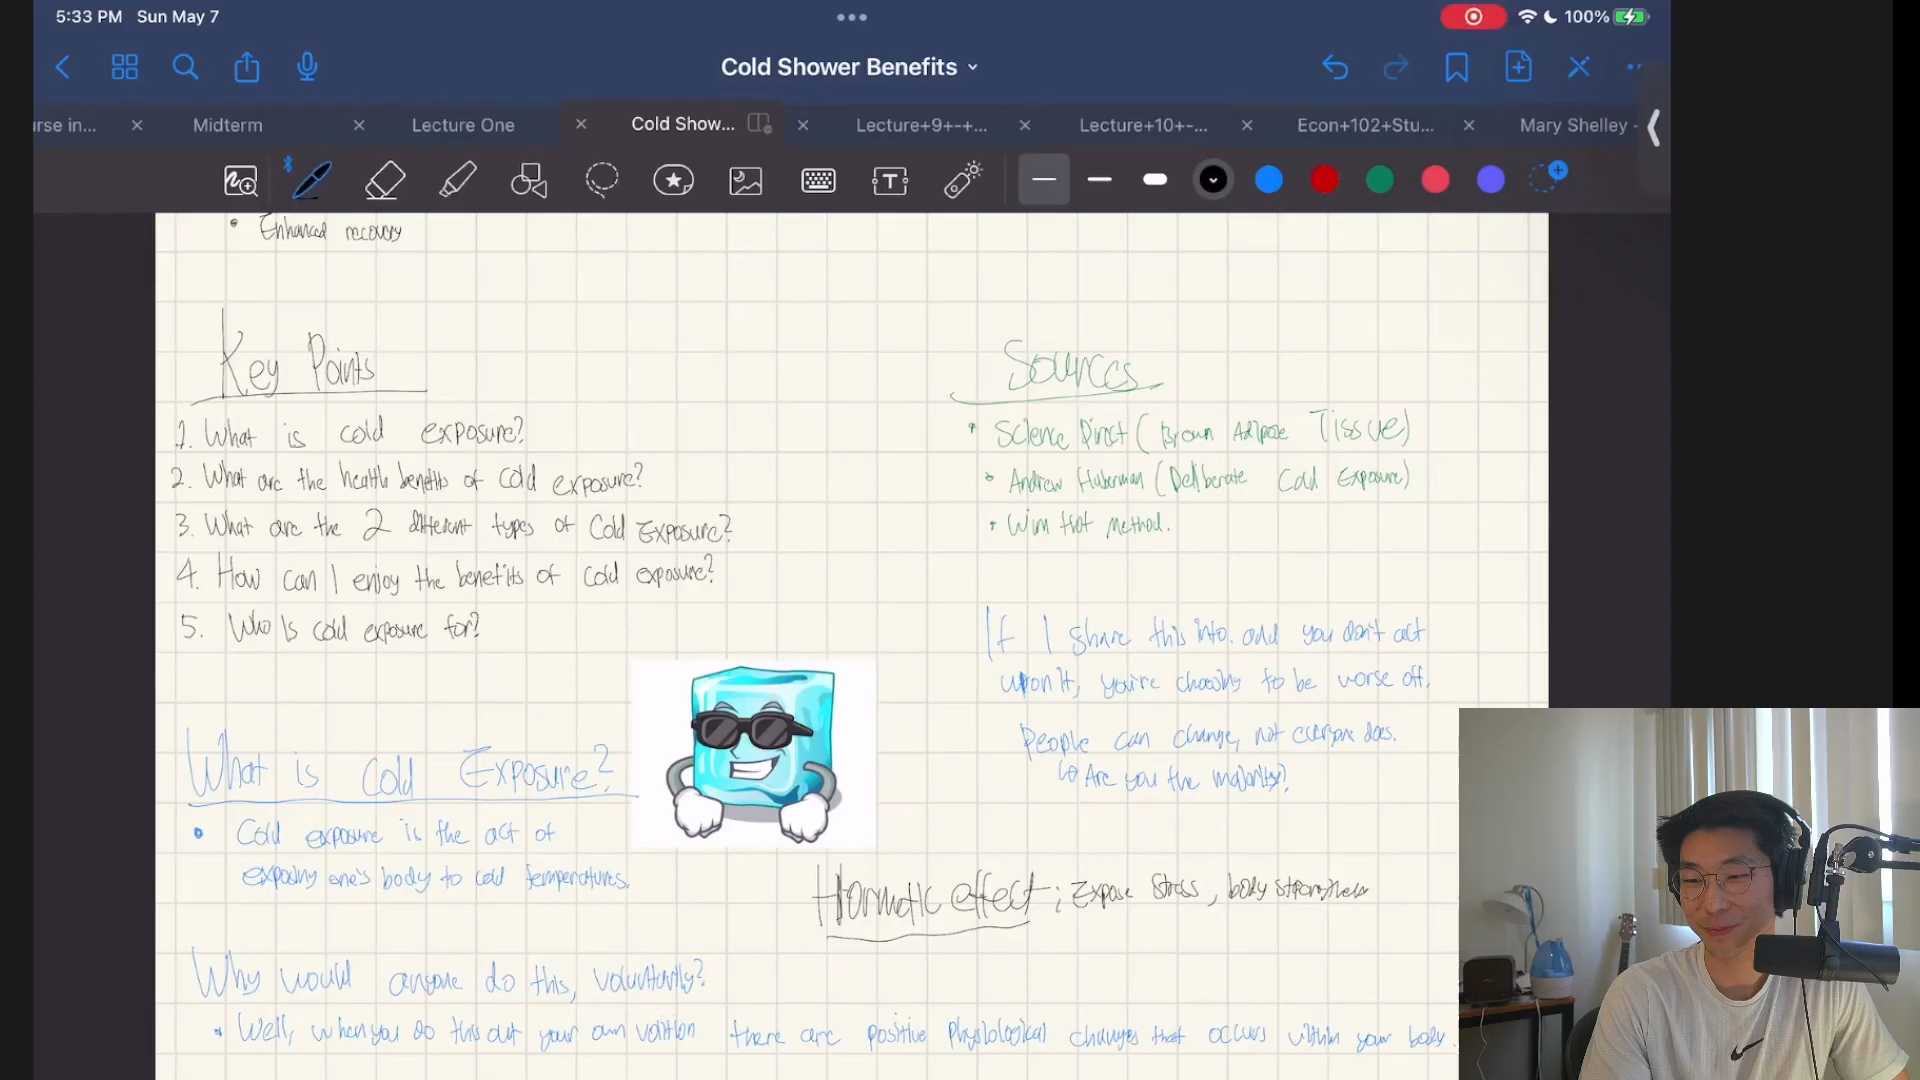 5:33 PM Sun May 7
100%
Cold Shower Benefits
urse in...
Midterm
Lecture One
Cold Show...
Lecture+9+-+...
Lecture+10+-...
Econ+102+Stu...
Mary Shelley -
• Enhanced recovery
Key Points
1. What is cold exposure?
2. What are the health benefits of cold exposure?
3. What are the 2 different types of Cold Exposure?
4. How can I enjoy the benefits of cold exposure?
5. Who Is cold exposure for?
Sources
• Science Direct (Brown Adipose Tissue)
• Andrew Huberman (Deliberate Cold Exposure)
• Wim Hof method.
If I share this info. and you don't act
upon it, you're choosing to be worse off.
People can change, not everyone does.
↳ Are you the majority?
What is Cold Exposure?
• Cold exposure is the act of
exposing one's body to cold temperatures.
Hormetic effect: Expose Stress, body strengthens
Why would anyone do this, voluntarily?
• Well, when you do this out your own volition there are positive physiological changes that occurs within your body.